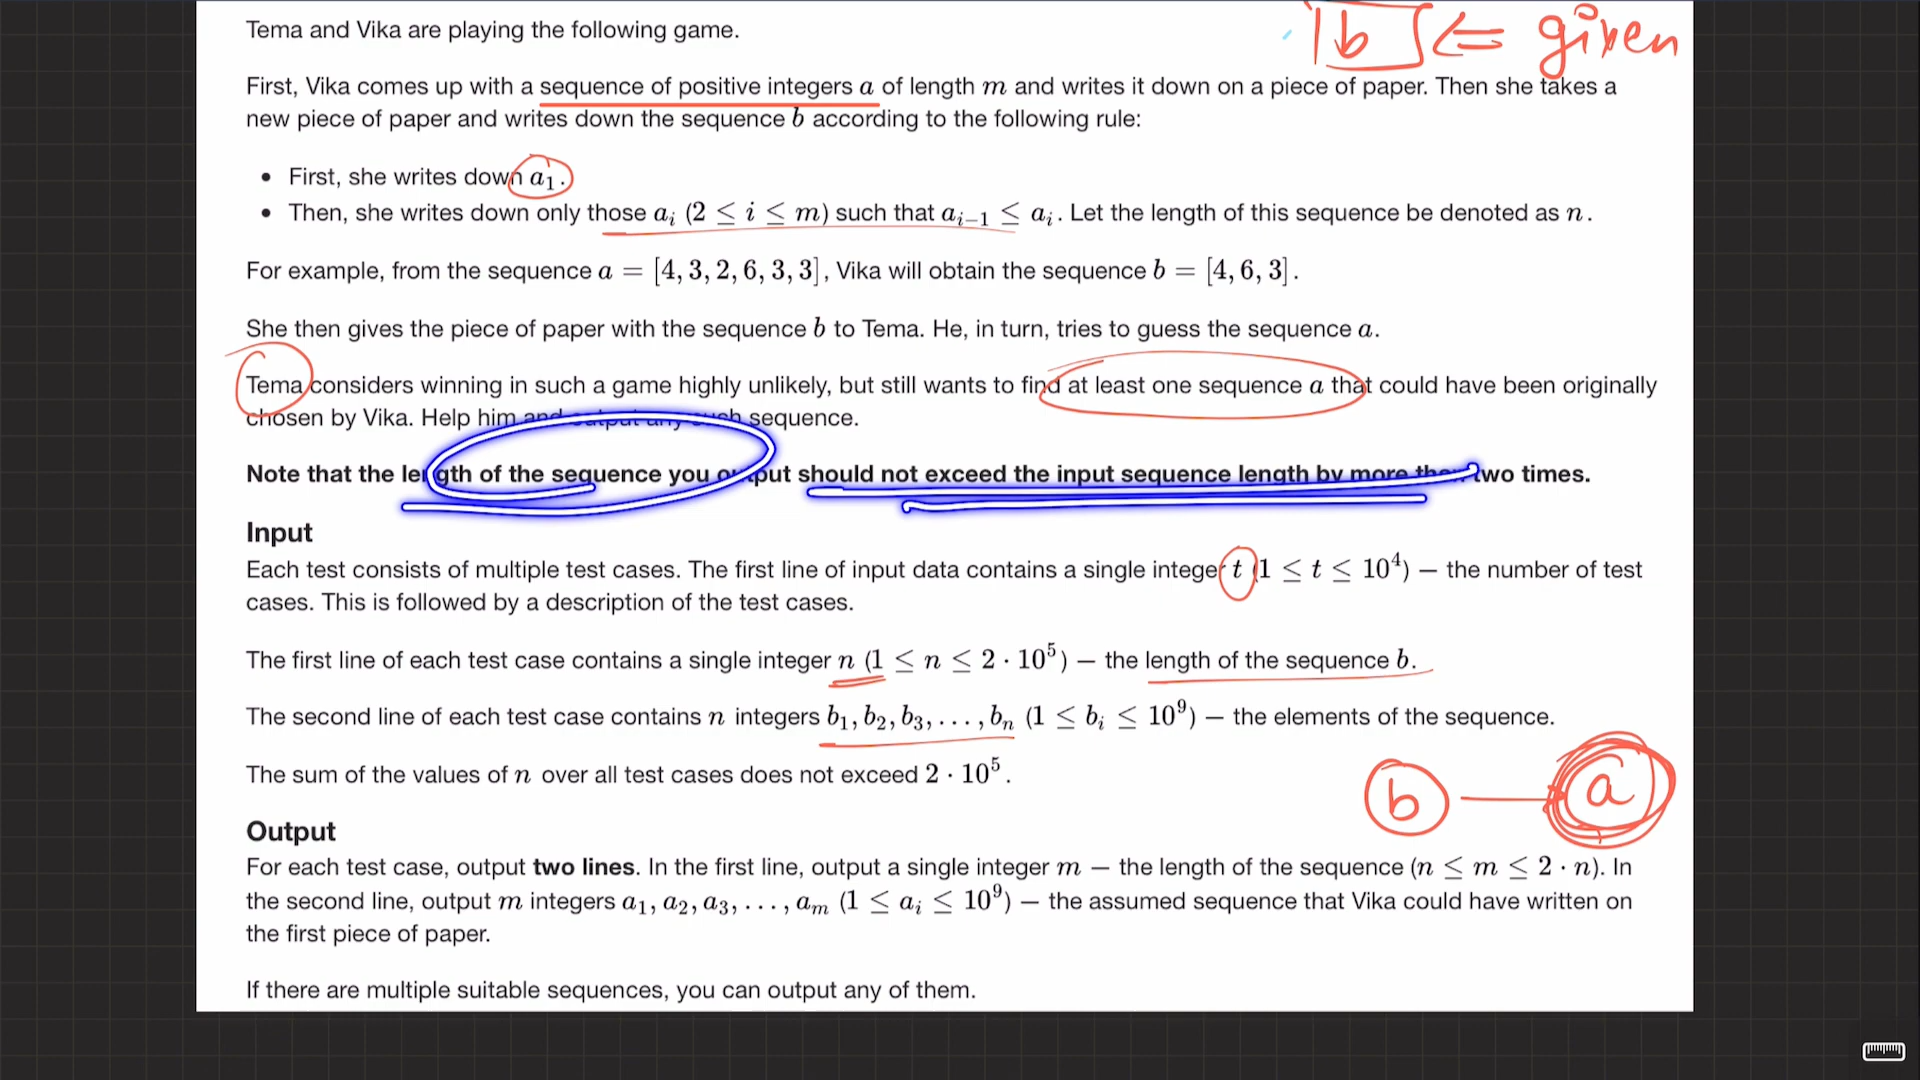 Tema and Vika are playing the following game.
b ⇐ given
First, Vika comes up with a sequence of positive integers a of length m and writes it down on a piece of paper. Then she takes a
new piece of paper and writes down the sequence b according to the following rule:
• First, she writes down a₁.
• Then, she writes down only those aᵢ (2 ≤ i ≤ m) such that aᵢ₋₁ ≤ aᵢ. Let the length of this sequence be denoted as n.
For example, from the sequence a = [4, 3, 2, 6, 3, 3], Vika will obtain the sequence b = [4, 6, 3].
She then gives the piece of paper with the sequence b to Tema. He, in turn, tries to guess the sequence a.
Tema considers winning in such a game highly unlikely, but still wants to find at least one sequence a that could have been originally
chosen by Vika. Help him and output any such sequence.
Note that the length of the sequence you output should not exceed the input sequence length by more than two times.
Input
Each test consists of multiple test cases. The first line of input data contains a single integer t (1 ≤ t ≤ 10⁴) — the number of test
cases. This is followed by a description of the test cases.
The first line of each test case contains a single integer n (1 ≤ n ≤ 2 · 10⁵) — the length of the sequence b.
The second line of each test case contains n integers b₁, b₂, b₃, . . . , bₙ (1 ≤ bᵢ ≤ 10⁹) — the elements of the sequence.
The sum of the values of n over all test cases does not exceed 2 · 10⁵.
b a
Output
For each test case, output two lines. In the first line, output a single integer m — the length of the sequence (n ≤ m ≤ 2 · n). In
the second line, output m integers a₁, a₂, a₃, . . . , aₘ (1 ≤ aᵢ ≤ 10⁹) — the assumed sequence that Vika could have written on
the first piece of paper.
If there are multiple suitable sequences, you can output any of them.